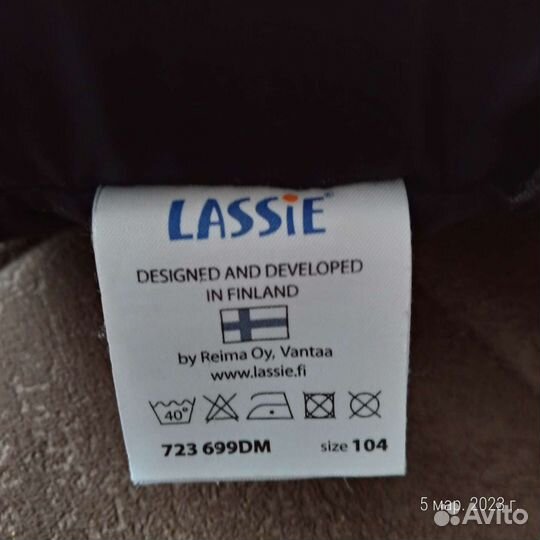 LASSiE®
DESIGNED AND DEVELOPED
IN FINLAND
by Reima Oy, Vantaa
www.lassie.fi
40°
723 699DM size 104
5 мар. 2023 г.
Avito